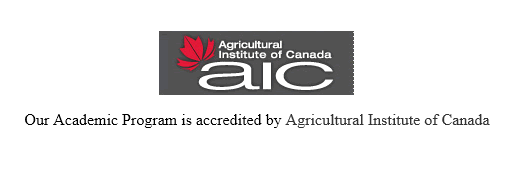 Agricultural
Institute of Canada
aic
Our Academic Program is accredited by Agricultural Institute of Canada